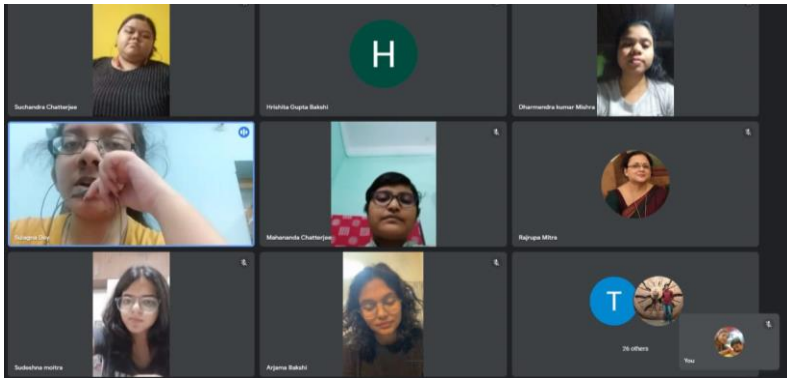 Suchandra Chatterjee
H
Hrishita Gupta Bakshi
Dharmendra kumar Mishra
Mahananda Chatterjee
Rajrupa Mitra
Sudeshna moitra
Arjama Bakshi
T
26 others
You